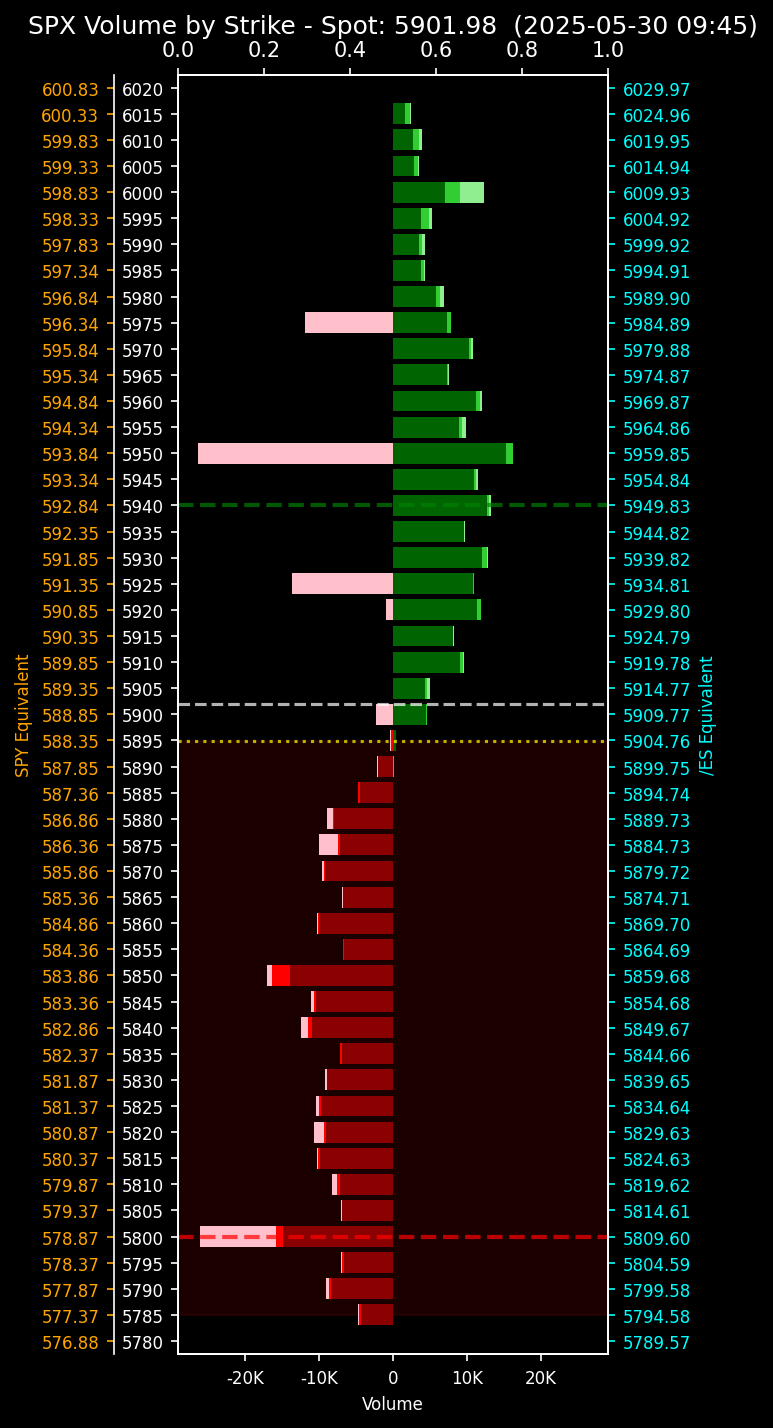 SPX Volume by Strike - Spot: 5901.98 (2025-05-30 09:45)
0.0 0.2 0.4 0.6 0.8 1.0
600.83 6020 6029.97
600.33 6015 6024.96
599.83 6010 6019.95
599.33 6005 6014.94
598.83 6000 6009.93
598.33 5995 6004.92
597.83 5990 5999.92
597.34 5985 5994.91
596.84 5980 5989.90
596.34 5975 5984.89
595.84 5970 5979.88
595.34 5965 5974.87
594.84 5960 5969.87
594.34 5955 5964.86
593.84 5950 5959.85
593.34 5945 5954.84
592.84 5940 5949.83
592.35 5935 5944.82
591.85 5930 5939.82
591.35 5925 5934.81
590.85 5920 5929.80
590.35 5915 5924.79
589.85 5910 5919.78
589.35 5905 5914.77
588.85 5900 5909.77
588.35 5895 5904.76
587.85 5890 5899.75
587.36 5885 5894.74
586.86 5880 5889.73
586.36 5875 5884.73
585.86 5870 5879.72
585.36 5865 5874.71
584.86 5860 5869.70
584.36 5855 5864.69
583.86 5850 5859.68
583.36 5845 5854.68
582.86 5840 5849.67
582.37 5835 5844.66
581.87 5830 5839.65
581.37 5825 5834.64
580.87 5820 5829.63
580.37 5815 5824.63
579.87 5810 5819.62
579.37 5805 5814.61
578.87 5800 5809.60
578.37 5795 5804.59
577.87 5790 5799.58
577.37 5785 5794.58
576.88 5780 5789.57
SPY Equivalent
/ES Equivalent
-20K -10K 0 10K 20K
Volume